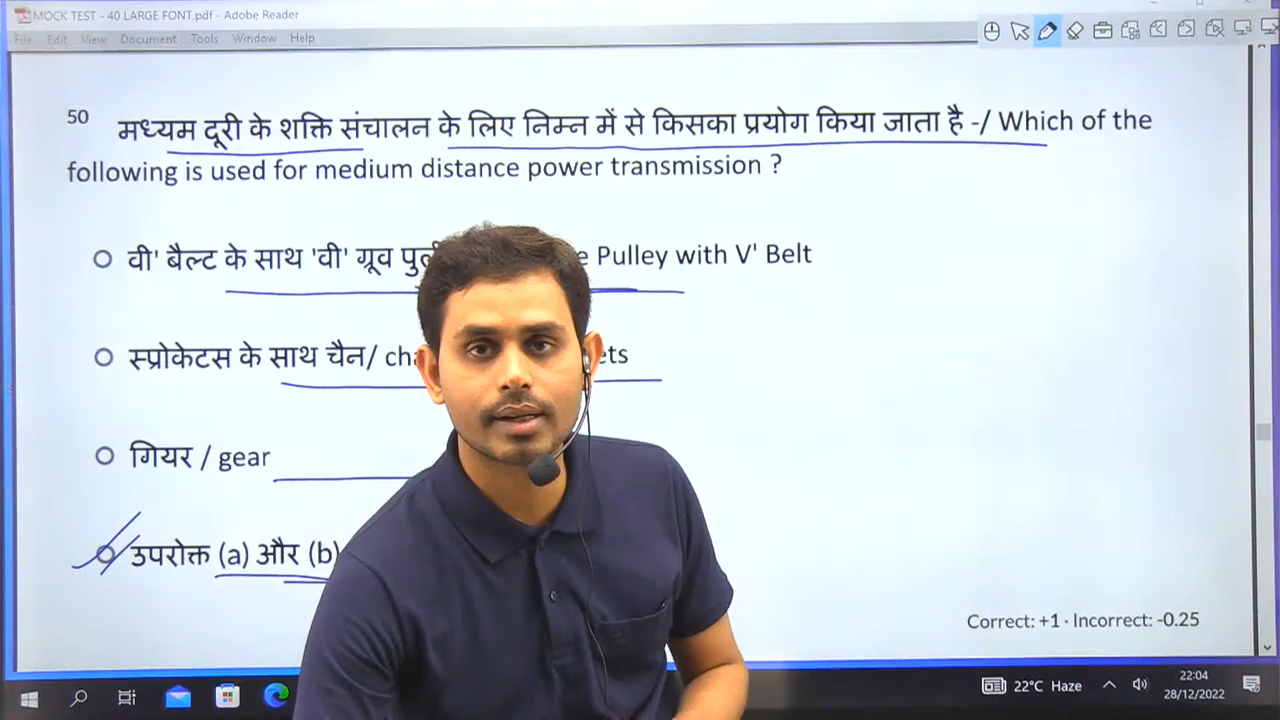 MOCK TEST - 40 LARGE FONT.pdf - Adobe Reader
File Edit View Document Tools Window Help
50
मध्यम दूरी के शक्ति संचालन के लिए निम्न में से किसका प्रयोग किया जाता है -/ Which of the
following is used for medium distance power transmission ?
वी' बैल्ट के साथ 'वी' ग्रूव Pulley with V' Belt
स्प्रोकेटस के साथ चैन/
गियर / gear
उपरोक्त (a) और (b)
Correct: +1 · Incorrect: -0.25
22°C Haze
22:04
28/12/2022